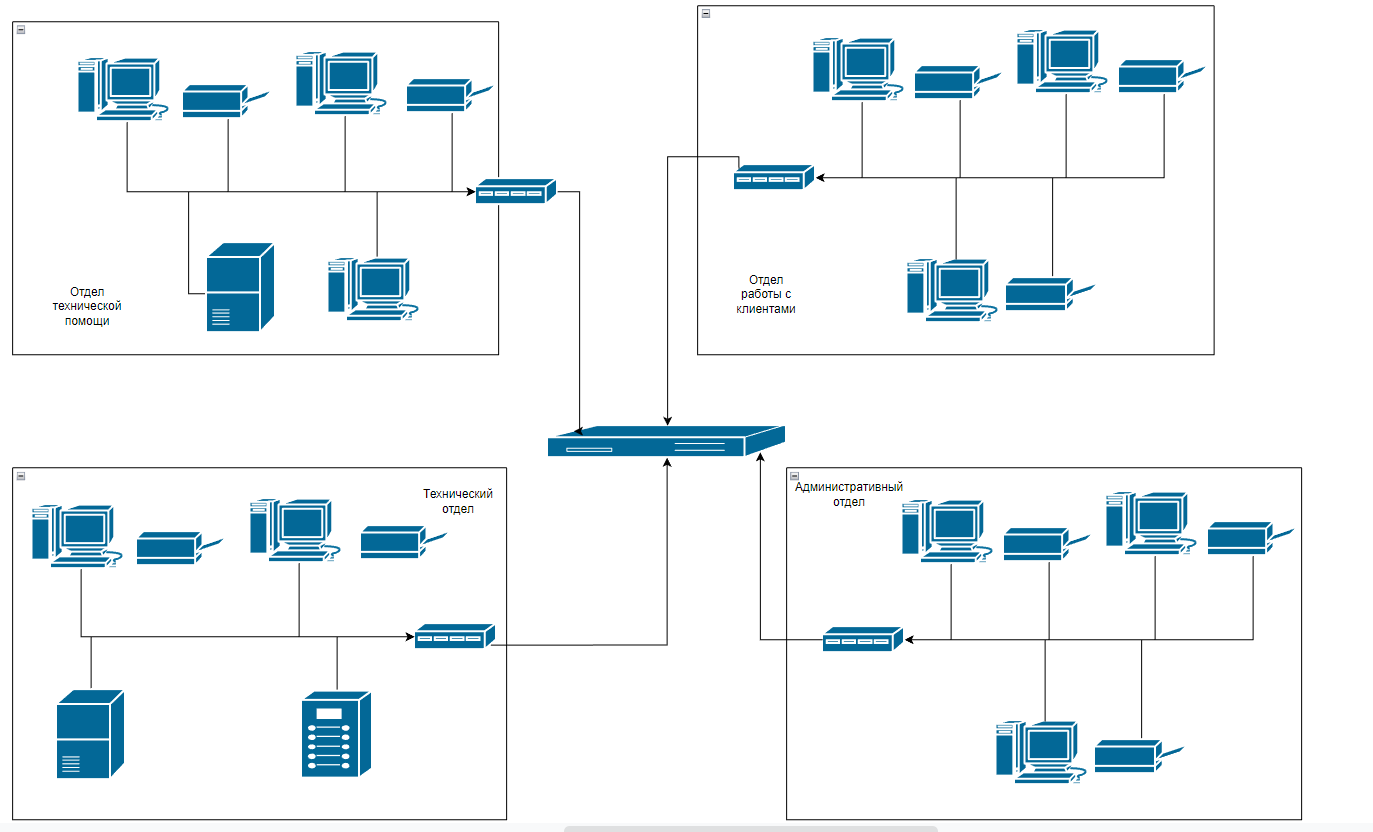 Отдел
технической
помощи
Отдел
работы с
клиентами
Технический
отдел
Административный
отдел